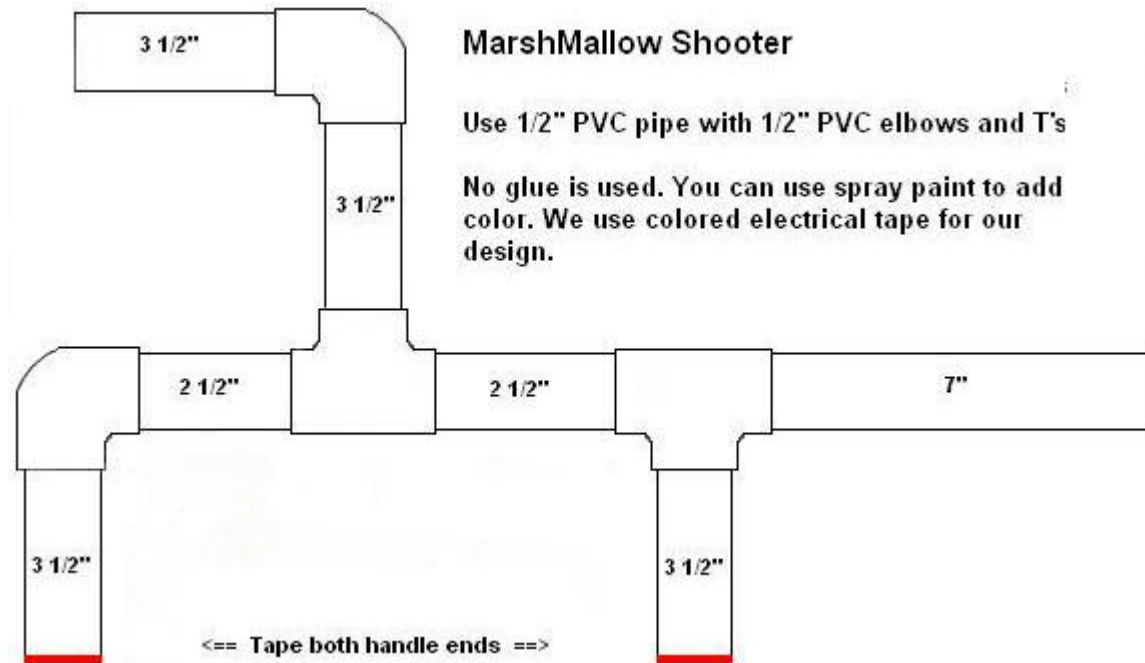 3 1/2"
MarshMallow Shooter
Use 1/2" PVC pipe with 1/2" PVC elbows and T's
No glue is used. You can use spray paint to add
color. We use colored electrical tape for our
design.
3 1/2"
2 1/2"
2 1/2"
7"
3 1/2"
3 1/2"
<== Tape both handle ends ==>